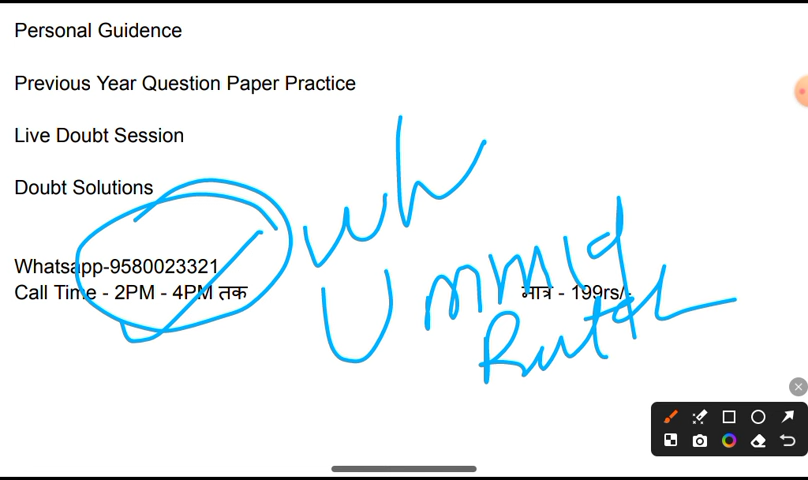 Personal Guidence
Previous Year Question Paper Practice
Live Doubt Session
Doubt Solutions
Whatsapp-9580023321
Call Time - 2PM - 4PM तक
मात्र - 199rs/-
Ummid